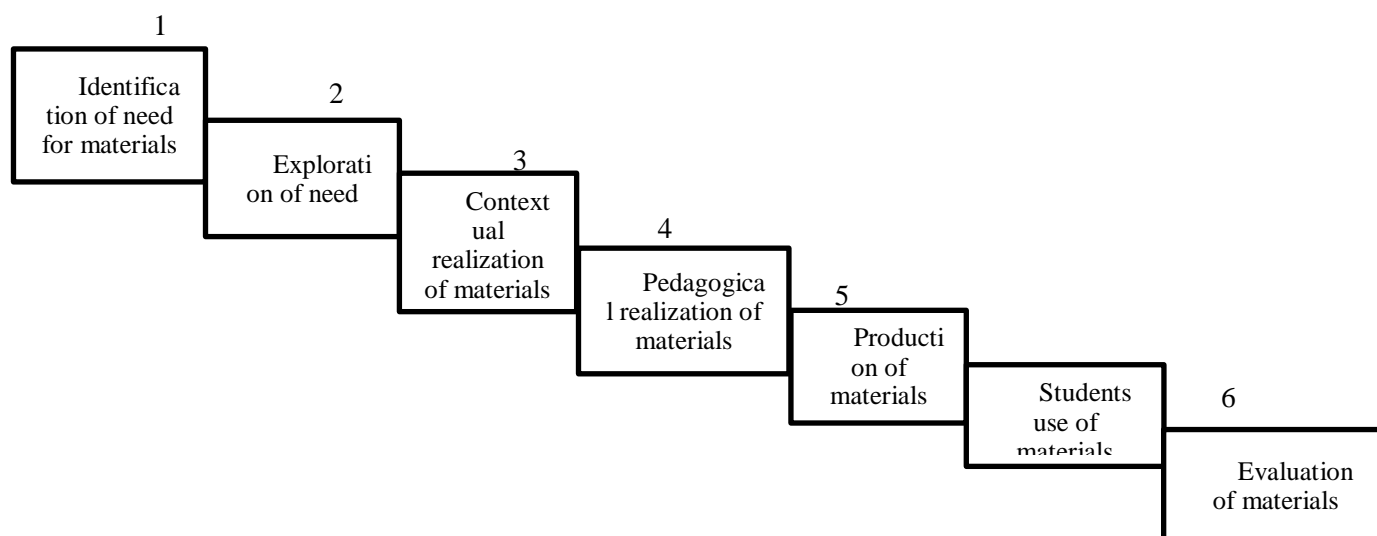 1
Identifica
tion of need
for materials
2
Explorati
on of need
3
Context
ual
realization
of materials
4
Pedagogica
l realization of
materials
5
Producti
on of
materials
Students
use of
materials
6
Evaluation
of materials